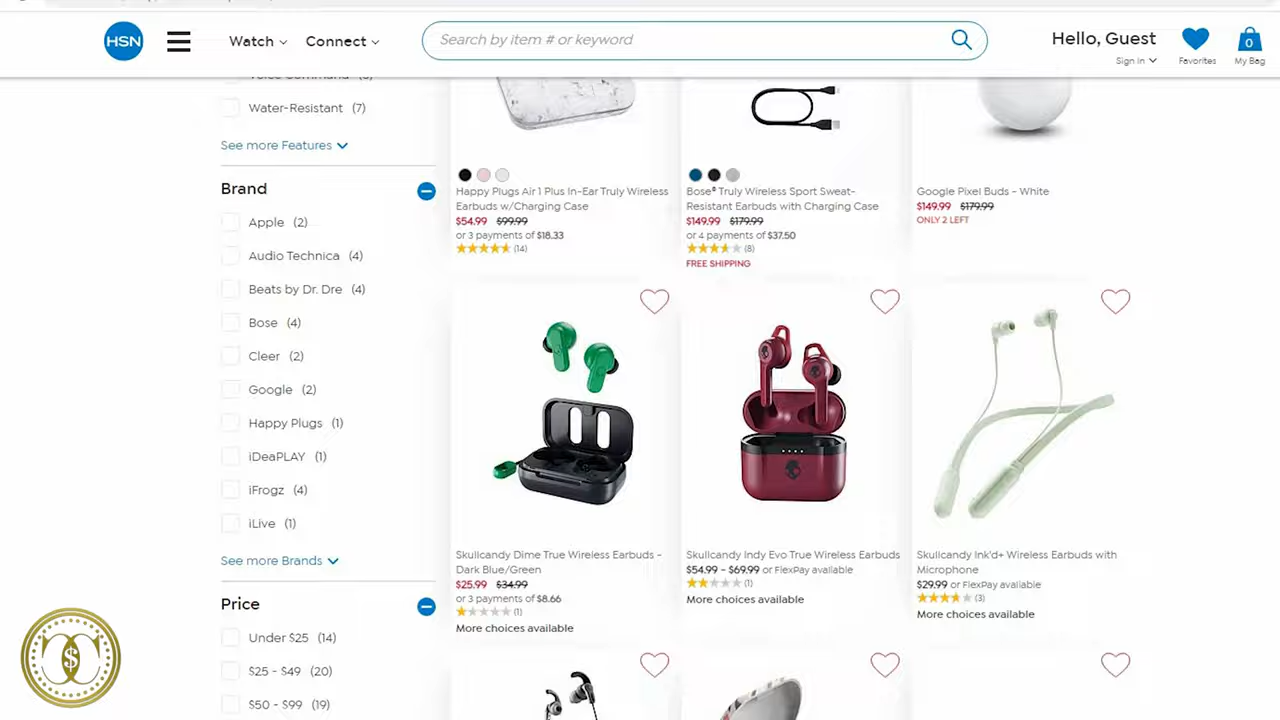 HSN
Watch
Connect
Search by item # or keyword
Hello, Guest
Sign In
Favorites
0
My Bag
Voice Command
Water-Resistant (7)
See more Features
Brand
Apple (2)
Audio Technica (4)
Beats by Dr. Dre (4)
Bose (4)
Cleer (2)
Google (2)
Happy Plugs (1)
iDeaPLAY (1)
iFrogz (4)
iLive (1)
See more Brands
Price
Under $25 (14)
$25 - $49 (20)
$50 - $99 (19)
Happy Plugs Air 1 Plus In-Ear Truly Wireless
Earbuds w/Charging Case
$54.99 $99.99
or 3 payments of $18.33
(14)
Bose® Truly Wireless Sport Sweat-
Resistant Earbuds with Charging Case
$149.99 $179.99
or 4 payments of $37.50
(8)
FREE SHIPPING
Google Pixel Buds - White
$149.99 $179.99
ONLY 2 LEFT
Skullcandy Dime True Wireless Earbuds -
Dark Blue/Green
$25.99 $34.99
or 3 payments of $8.66
(1)
More choices available
Skullcandy Indy Evo True Wireless Earbuds
$54.99 - $69.99 or FlexPay available
(1)
More choices available
Skullcandy Ink'd+ Wireless Earbuds with
Microphone
$29.99 or FlexPay available
(3)
More choices available